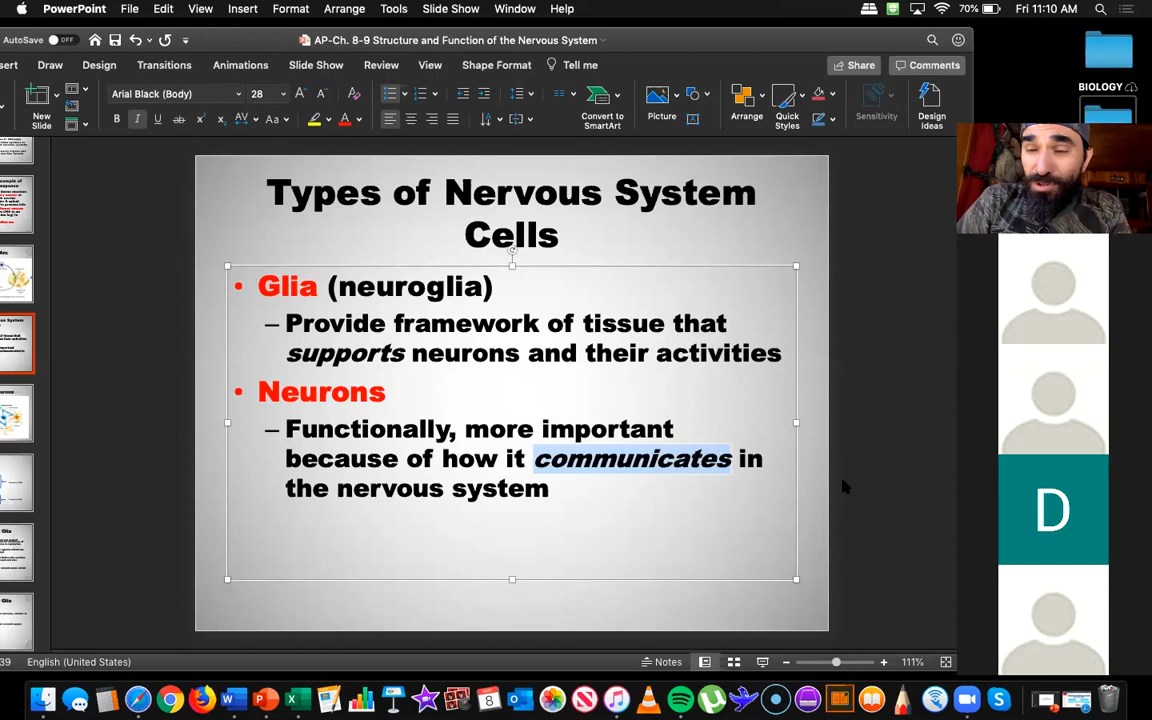 PowerPoint File Edit View Insert Format Arrange Tools Slide Show Window Help 70% Fri 11:10 AM
AutoSave OFF AP-Ch. 8-9 Structure and Function of the Nervous System
sert Draw Design Transitions Animations Slide Show Review View Shape Format Tell me Share Comments
New Slide Arial Black (Body) 28 Convert to SmartArt Picture Arrange Quick Styles Sensitivity Design Ideas
BIOLOGY
Types of Nervous System
Cells
• Glia (neuroglia)
– Provide framework of tissue that
supports neurons and their activities
• Neurons
– Functionally, more important
because of how it communicates in
the nervous system
D
39 English (United States) Notes 111%